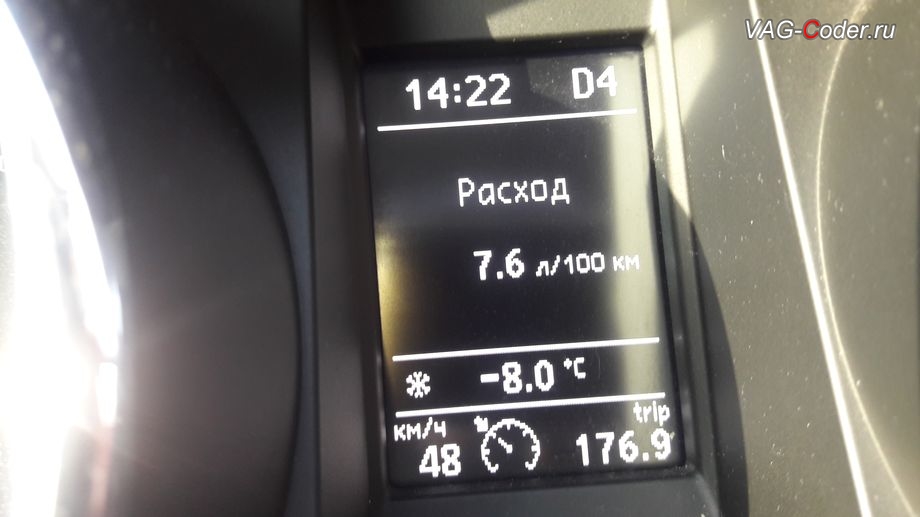 VAG-Coder.ru
14:22 D4
Расход
7.6 л/100 км
-8.0 °C
км/ч trip
48 176.9